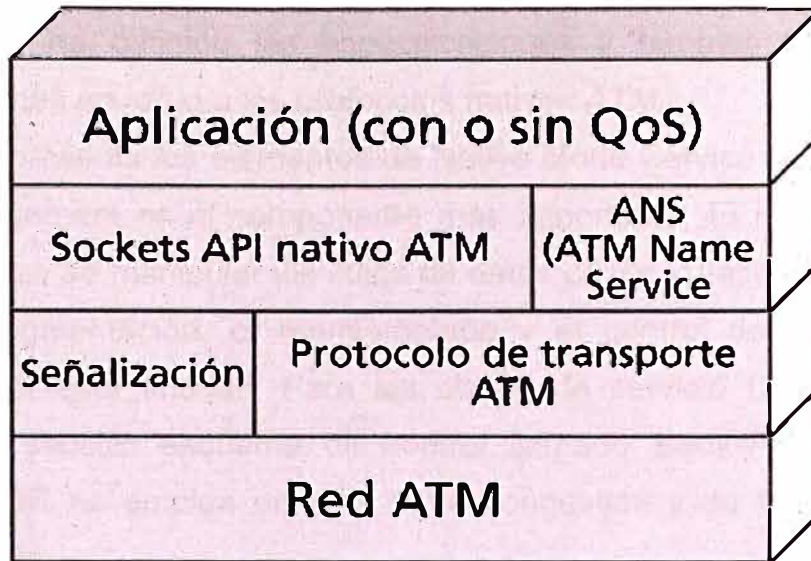 Aplicación (con o sin QoS)
Sockets API nativo ATM
ANS
(ATM Name
Service
Señalización
Protocolo de transporte
ATM
Red ATM